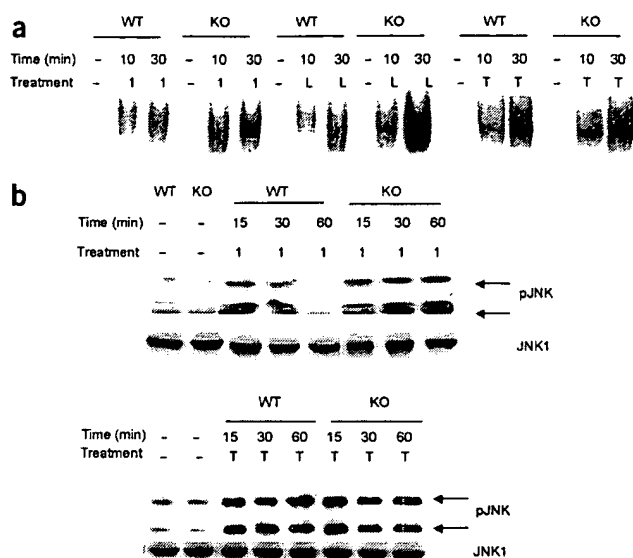 a
WT KO WT KO WT KO
Time (min) - 10 30 - 10 30 - 10 30 - 10 30 - 10 30 - 10 30
Treatment - 1 1 - 1 1 - L L - L L - T T - T T
b
WT KO WT KO
Time (min) - - 15 30 60 15 30 60
Treatment - - 1 1 1 1 1 1
pJNK
JNK1
WT KO
Time (min) - - 15 30 60 15 30 60
Treatment - - T T T T T T
pJNK
JNK1